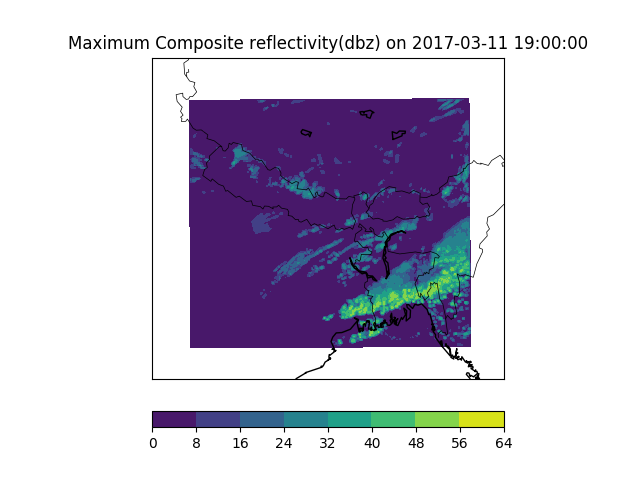 Maximum Composite reflectivity(dbz) on 2017-03-11 19:00:00
0 8 16 24 32 40 48 56 64